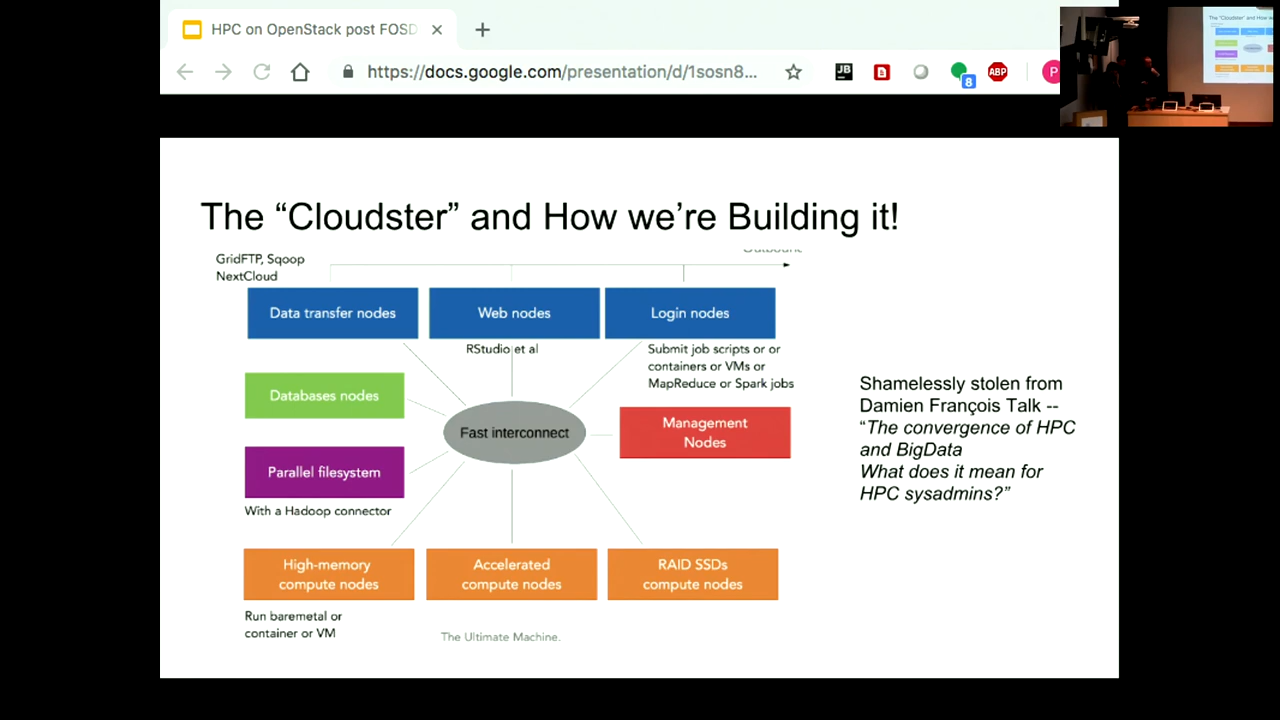 HPC on OpenStack post FOSD
https://docs.google.com/presentation/d/1sosn8...
JB
8
ABP
P
The “Cloudster” and How we’re Building it!
GridFTP, Sqoop
NextCloud
Outbound
Data transfer nodes
Web nodes
Login nodes
RStudio et al
Submit job scripts or or
containers or VMs or
MapReduce or Spark jobs
Databases nodes
Fast interconnect
Management
Nodes
Parallel filesystem
With a Hadoop connector
High-memory
compute nodes
Accelerated
compute nodes
RAID SSDs
compute nodes
Run baremetal or
container or VM
The Ultimate Machine.
Shamelessly stolen from
Damien François Talk --
“The convergence of HPC
and BigData
What does it mean for
HPC sysadmins?”